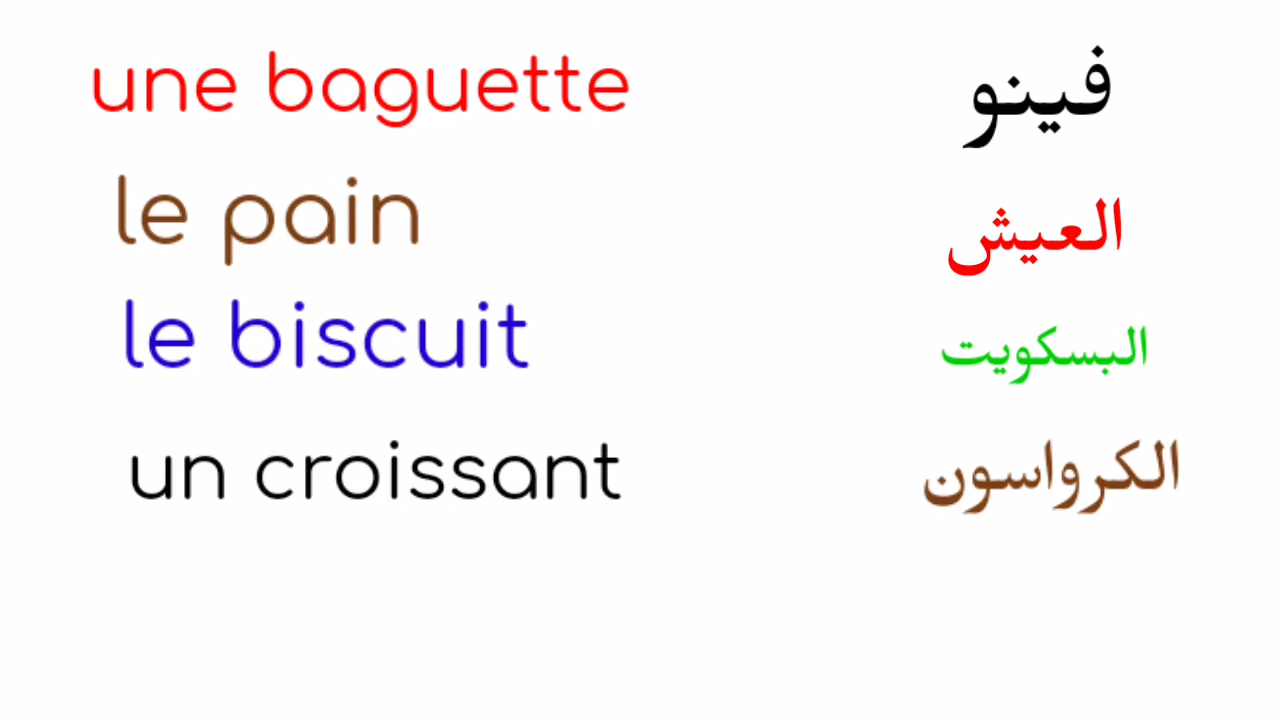 une baguette فينو
le pain العيش
le biscuit البسكويت
un croissant الكرواسون